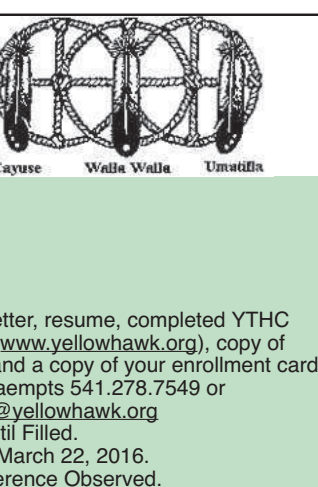 Cayuse Walla Walla Umatilla
etter, resume, completed YTHC
www.yellowhawk.org), copy of
and a copy of your enrollment card
aempts 541.278.7549 or
@yellowhawk.org
til Filled.
March 22, 2016.
erence Observed.